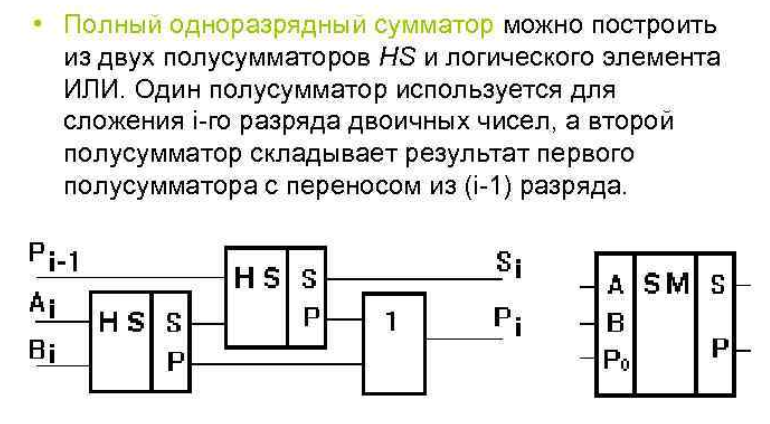 • Полный одноразрядный сумматор можно построить
из двух полусумматоров HS и логического элемента
ИЛИ. Один полусумматор используется для
сложения i-го разряда двоичных чисел, а второй
полусумматор складывает результат первого
полусумматора с переносом из (i-1) разряда.
Pi-1
HS S
P
Si
Ai
Bi
HS S
P
1
Pi
A SM S
B
P0 P